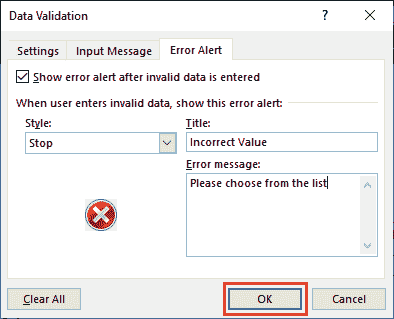 Data Validation ? ×
Settings Input Message Error Alert
Show error alert after invalid data is entered
When user enters invalid data, show this error alert:
Style: Title:
Stop Incorrect Value
Error message:
Please choose from the list
Clear All OK Cancel